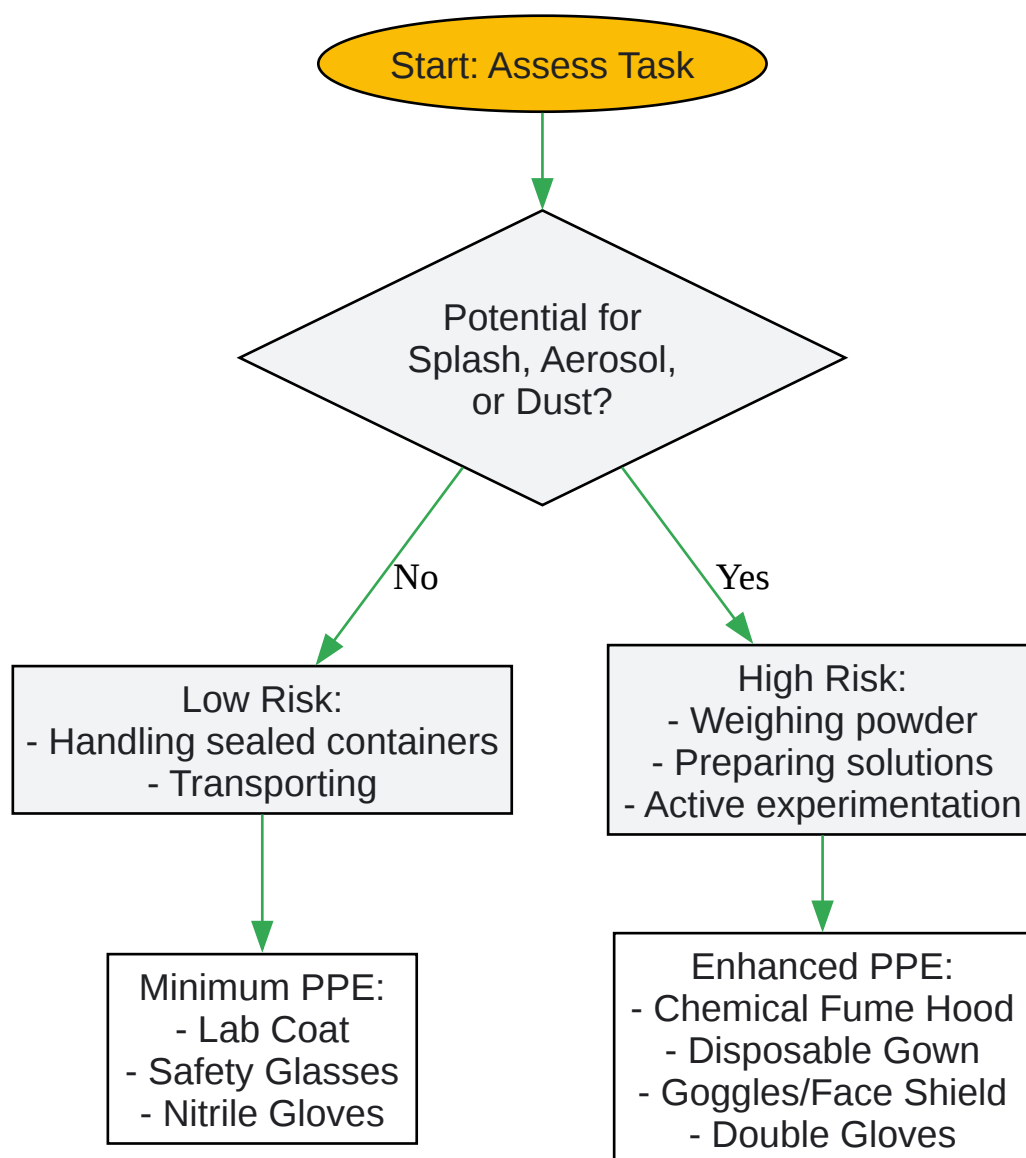 Start: Assess Task
Potential for
Splash, Aerosol,
or Dust?
No
Yes
Low Risk:
- Handling sealed containers
- Transporting
High Risk:
- Weighing powder
- Preparing solutions
- Active experimentation
Minimum PPE:
- Lab Coat
- Safety Glasses
- Nitrile Gloves
Enhanced PPE:
- Chemical Fume Hood
- Disposable Gown
- Goggles/Face Shield
- Double Gloves